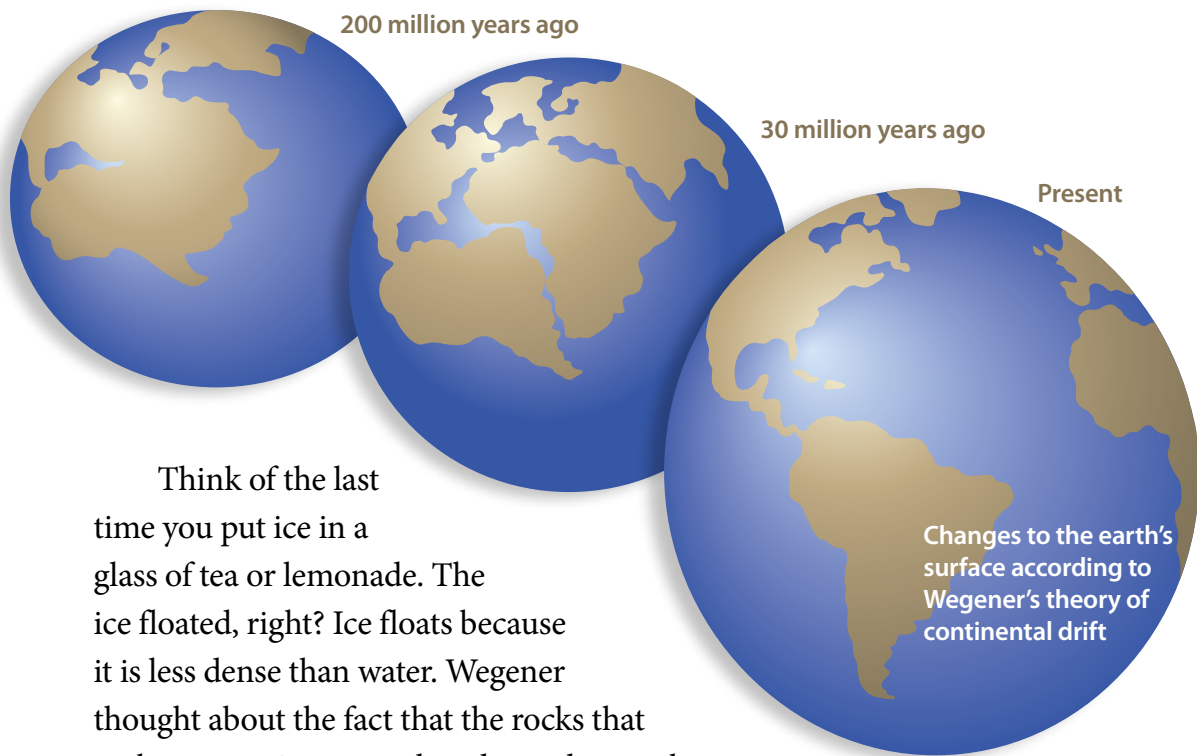 200 million years ago
30 million years ago
Present
Changes to the earth's
surface according to
Wegener's theory of
continental drift
Think of the last
time you put ice in a
glass of tea or lemonade. The
ice floated, right? Ice floats because
it is less dense than water. Wegener
thought about the fact that the rocks that